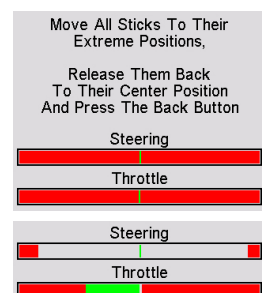 Move All Sticks To Their
Extreme Positions,
Release Them Back
To Their Center Position
And Press The Back Button
Steering
Throttle
Steering
Throttle